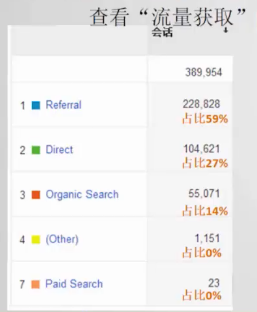 查看“流量获取”
会话
389,954
1 Referral 228,828
占比59%
2 Direct 104,621
占比27%
3 Organic Search 55,071
占比14%
4 (Other) 1,151
占比0%
7 Paid Search 23
占比0%